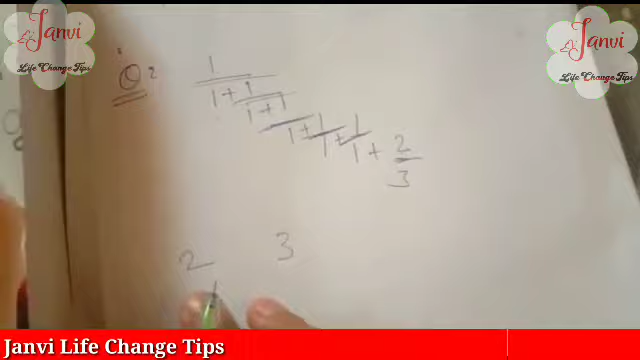 Janvi
Life Change Tips
Janvi
Life Change Tips
Q:
1
1 + 1
1 + 1
1 + 1
1 + 1
1 + 2
3
2 3
Janvi Life Change Tips